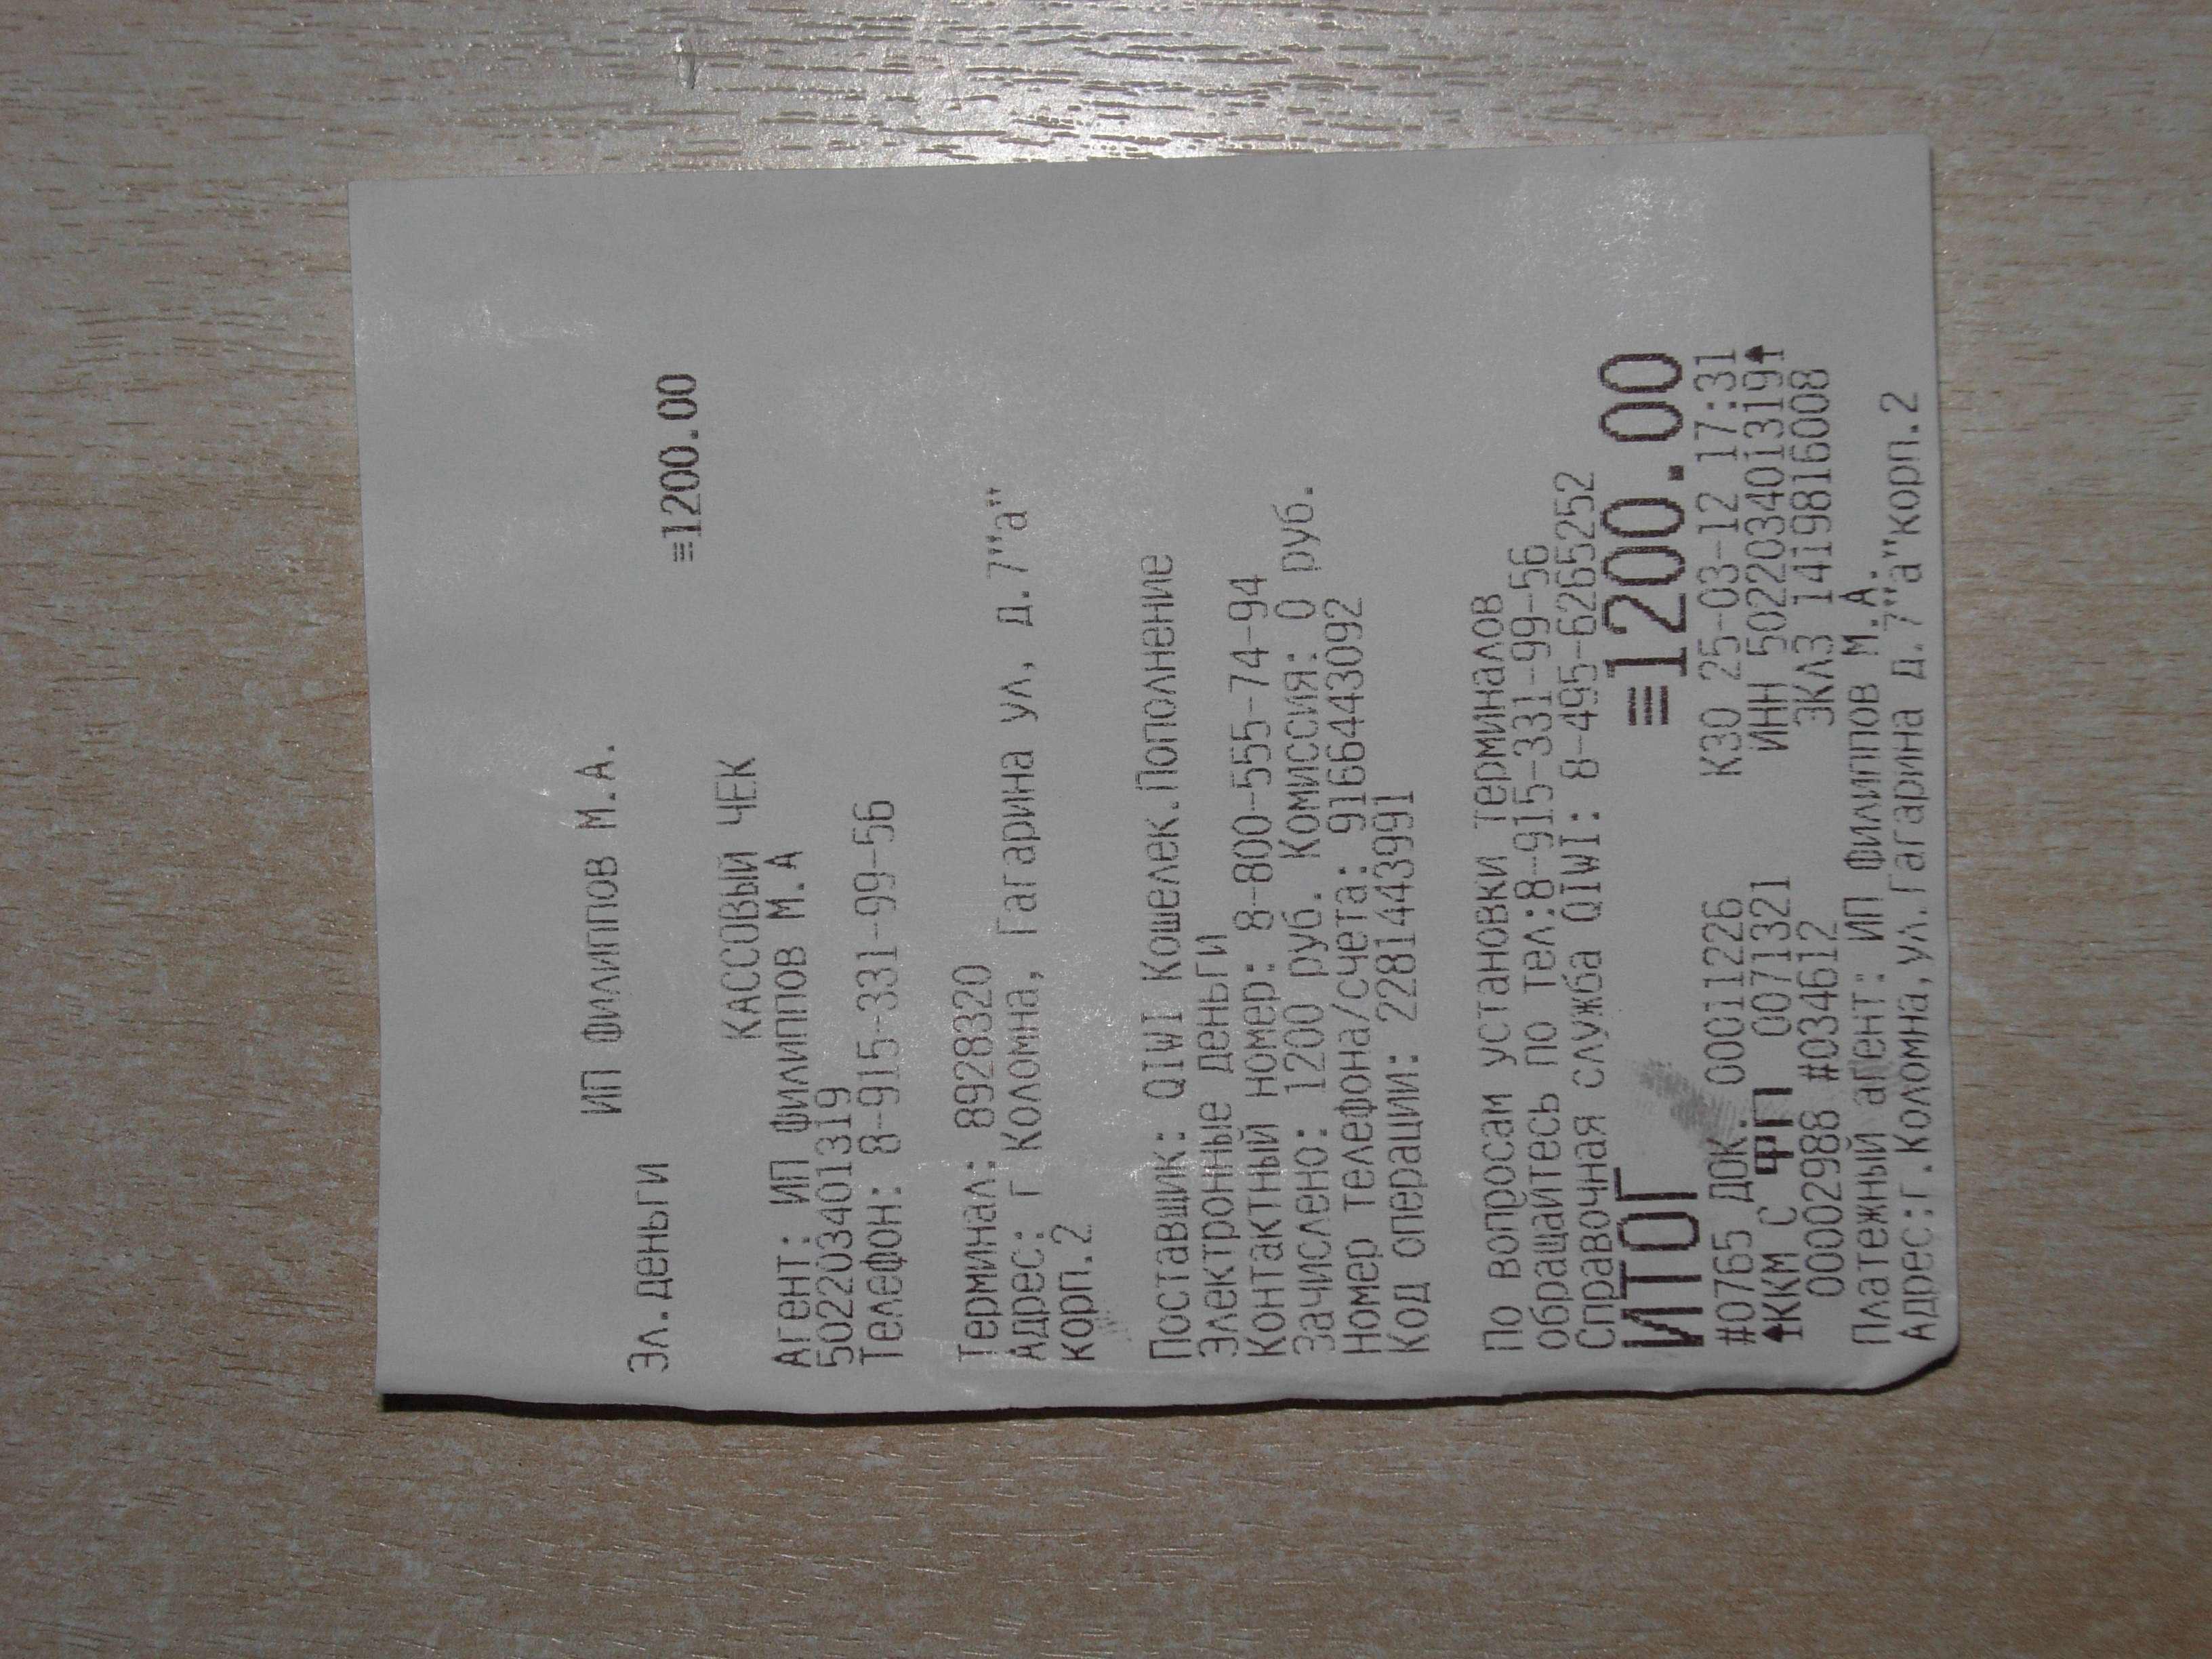 ИП Филиппов М.А.
Эл.деньги
≡1200.00
КАССОВЫЙ ЧЕК
Агент: ИП Филиппов М.А
502203401319
Телефон: 8-915-331-99-56
Терминал: 8928320
Адрес: г Коломна, Гагарина ул, д.7"а"
корп.2
Поставщик: QIWI Кошелек.Пополнение
Электронные деньги
Контактный номер: 8-800-555-74-94
Зачислено: 1200 руб. Комиссия: 0 руб.
Номер телефона/счета: 9166443092
Код операции: 2281443991
По вопросам установки терминалов
обращайтесь по тел:8-915-331-99-56
Справочная служба QIWI: 8-495-6265252
ИТОГ ≡1200.00
#0765 ДОК. 00011226 К30 25-03-12 17:31
ККМ С ФП 0071321 ИНН 502203401319
00002988 #034612 ЭКЛЗ 1419816008
Платежный агент: ИП Филиппов М.А.
Адрес:г.Коломна,ул.Гагарина д.7"а"корп.2